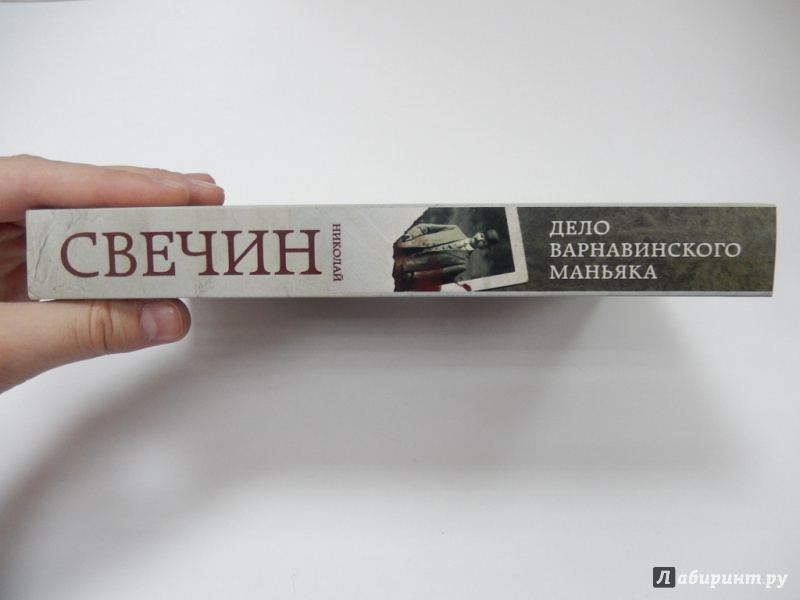 СВЕЧИН
НИКОЛАЙ
ДЕЛО
ВАРНАВИНСКОГО
МАНЬЯКА
Лабиринт.ру